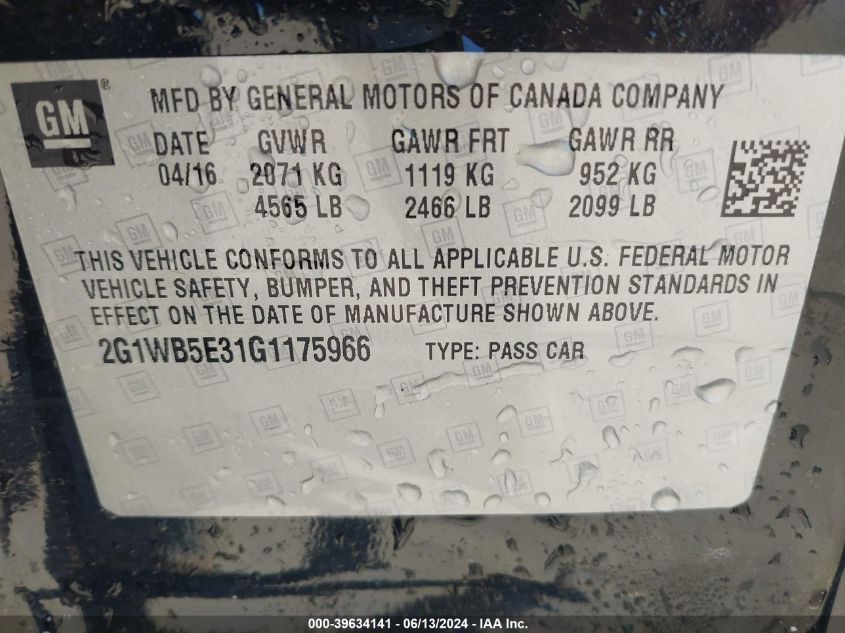 GM ®
MFD BY GENERAL MOTORS OF CANADA COMPANY
DATE GVWR GAWR FRT GAWR RR
04/16 2071 KG 1119 KG 952 KG
4565 LB 2466 LB 2099 LB
THIS VEHICLE CONFORMS TO ALL APPLICABLE U.S. FEDERAL MOTOR
VEHICLE SAFETY, BUMPER, AND THEFT PREVENTION STANDARDS IN
EFFECT ON THE DATE OF MANUFACTURE SHOWN ABOVE.
2G1WB5E31G1175966 TYPE: PASS CAR
000-39634141 - 06/13/2024 - IAA, Inc.